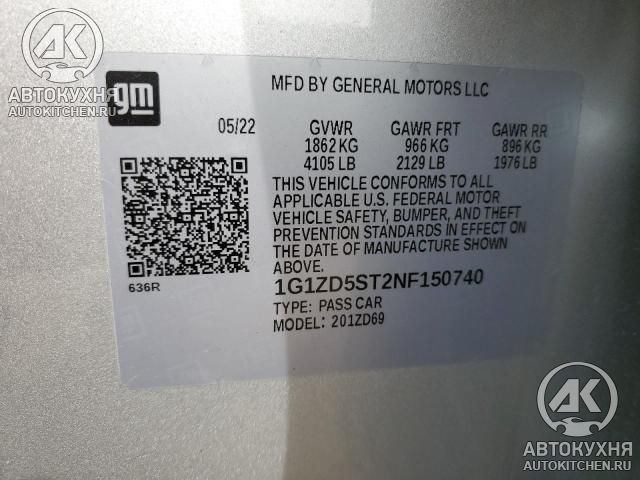 AK
АВТОКУХНЯ
AUTOKITCHEN.RU
gm
MFD BY GENERAL MOTORS LLC
05/22 GVWR GAWR FRT GAWR RR
1862 KG 966 KG 896 KG
4105 LB 2129 LB 1976 LB
THIS VEHICLE CONFORMS TO ALL
APPLICABLE U.S. FEDERAL MOTOR
VEHICLE SAFETY, BUMPER, AND THEFT
PREVENTION STANDARDS IN EFFECT ON
THE DATE OF MANUFACTURE SHOWN
ABOVE.
636R
1G1ZD5ST2NF150740
TYPE: PASS CAR
MODEL: 201ZD69
AK
АВТОКУХНЯ
AUTOKITCHEN.RU